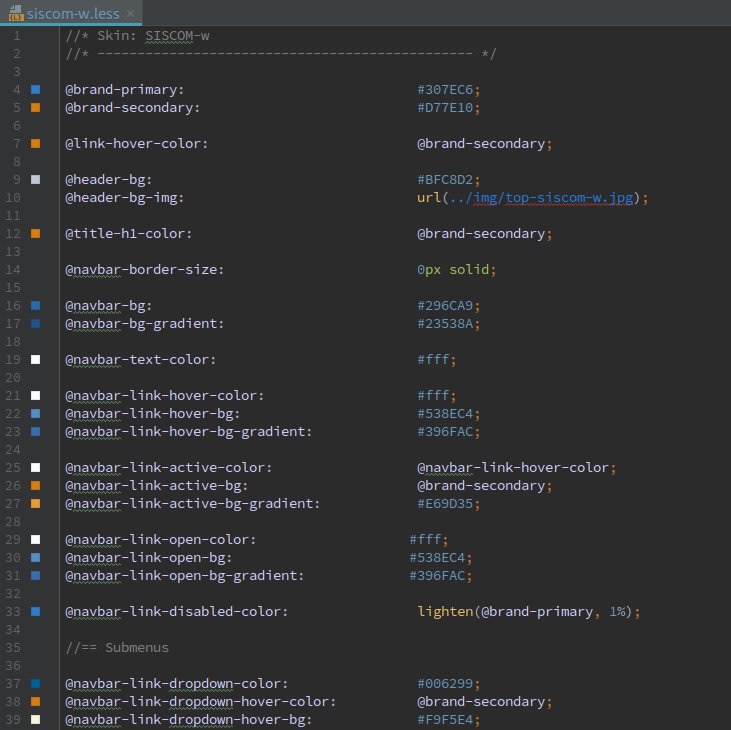 siscom-w.less ×
1 //* Skin: SISCOM-w
2 //* ----------------------------------------------- */
3
4 @brand-primary: #307EC6;
5 @brand-secondary: #D77E10;
6
7 @link-hover-color: @brand-secondary;
8
9 @header-bg: #BFC8D2;
10 @header-bg-img: url(../img/top-siscom-w.jpg);
11
12 @title-h1-color: @brand-secondary;
13
14 @navbar-border-size: 0px solid;
15
16 @navbar-bg: #296CA9;
17 @navbar-bg-gradient: #23538A;
18
19 @navbar-text-color: #fff;
20
21 @navbar-link-hover-color: #fff;
22 @navbar-link-hover-bg: #538EC4;
23 @navbar-link-hover-bg-gradient: #396FAC;
24
25 @navbar-link-active-color: @navbar-link-hover-color;
26 @navbar-link-active-bg: @brand-secondary;
27 @navbar-link-active-bg-gradient: #E69D35;
28
29 @navbar-link-open-color: #fff;
30 @navbar-link-open-bg: #538EC4;
31 @navbar-link-open-bg-gradient: #396FAC;
32
33 @navbar-link-disabled-color: lighten(@brand-primary, 1%);
34
35 //== Submenus
36
37 @navbar-link-dropdown-color: #006299;
38 @navbar-link-dropdown-hover-color: @brand-secondary;
39 @navbar-link-dropdown-hover-bg: #F9F5E4;